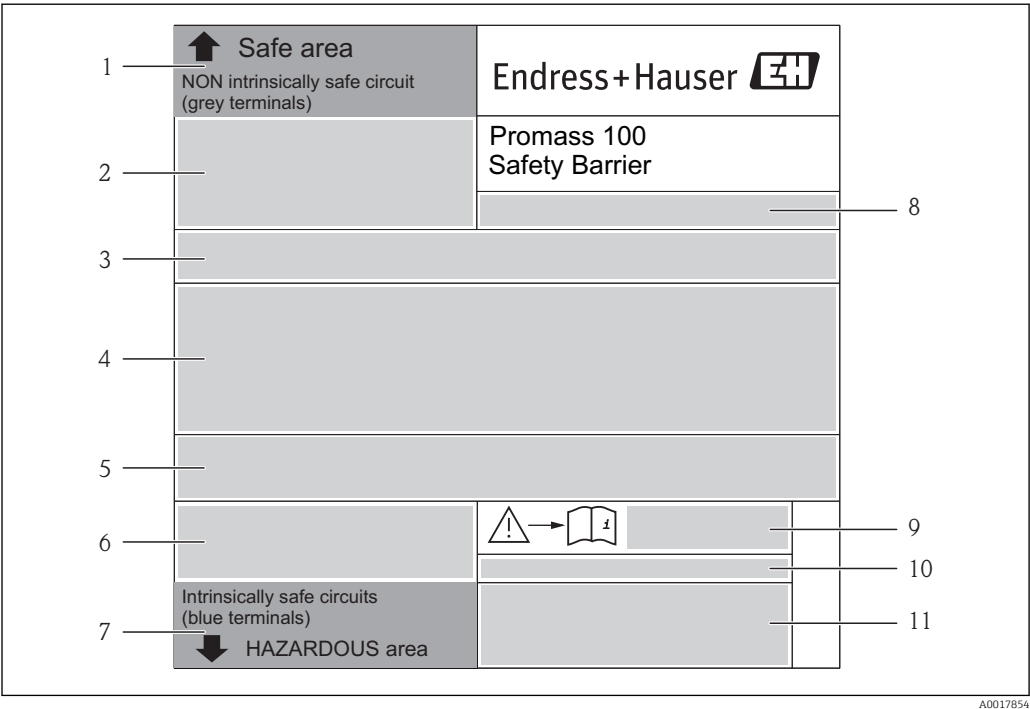 Safe area
1
NON intrinsically safe circuit
(grey terminals)
Endress+Hauser EH
Promass 100
Safety Barrier
2
8
3
4
5
6
i
9
10
Intrinsically safe circuits
(blue terminals)
7
HAZARDOUS area
11
A0017854